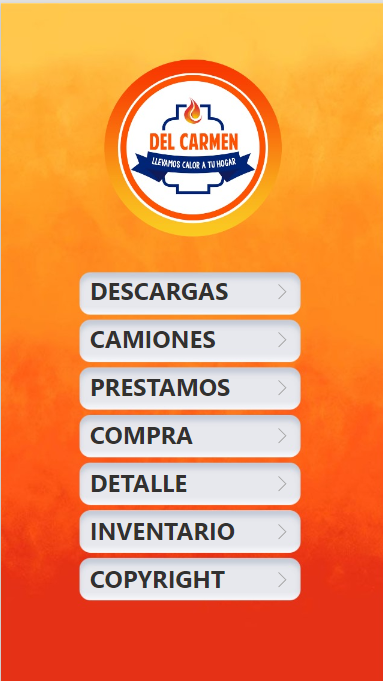 DEL CARMEN
LLEVAMOS CALOR A TU HOGAR
DESCARGAS
CAMIONES
PRESTAMOS
COMPRA
DETALLE
INVENTARIO
COPYRIGHT